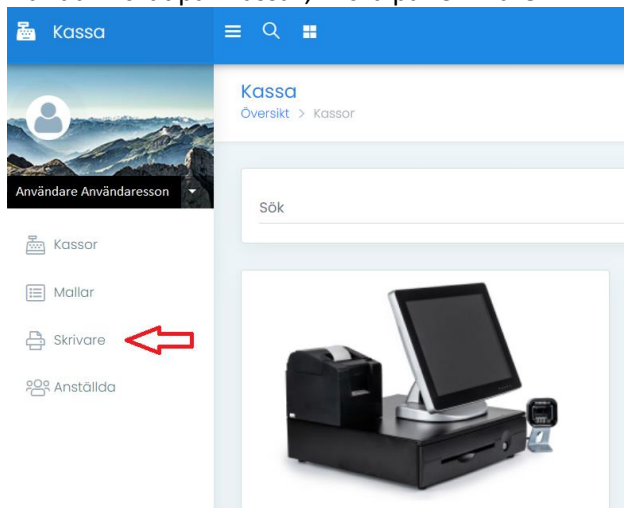 Kassa
Kassa
Översikt > Kassor
Användare Användaresson
Sök
Kassor
Mallar
Skrivare
Anställda